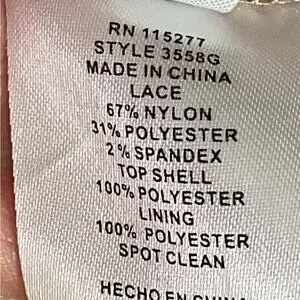 RN 115277
STYLE 3558G
MADE IN CHINA
LACE
67% NYLON
31% POLYESTER
2% SPANDEX
TOP SHELL
100% POLYESTER
LINING
100% POLYESTER
SPOT CLEAN
HECHO EN CHINA